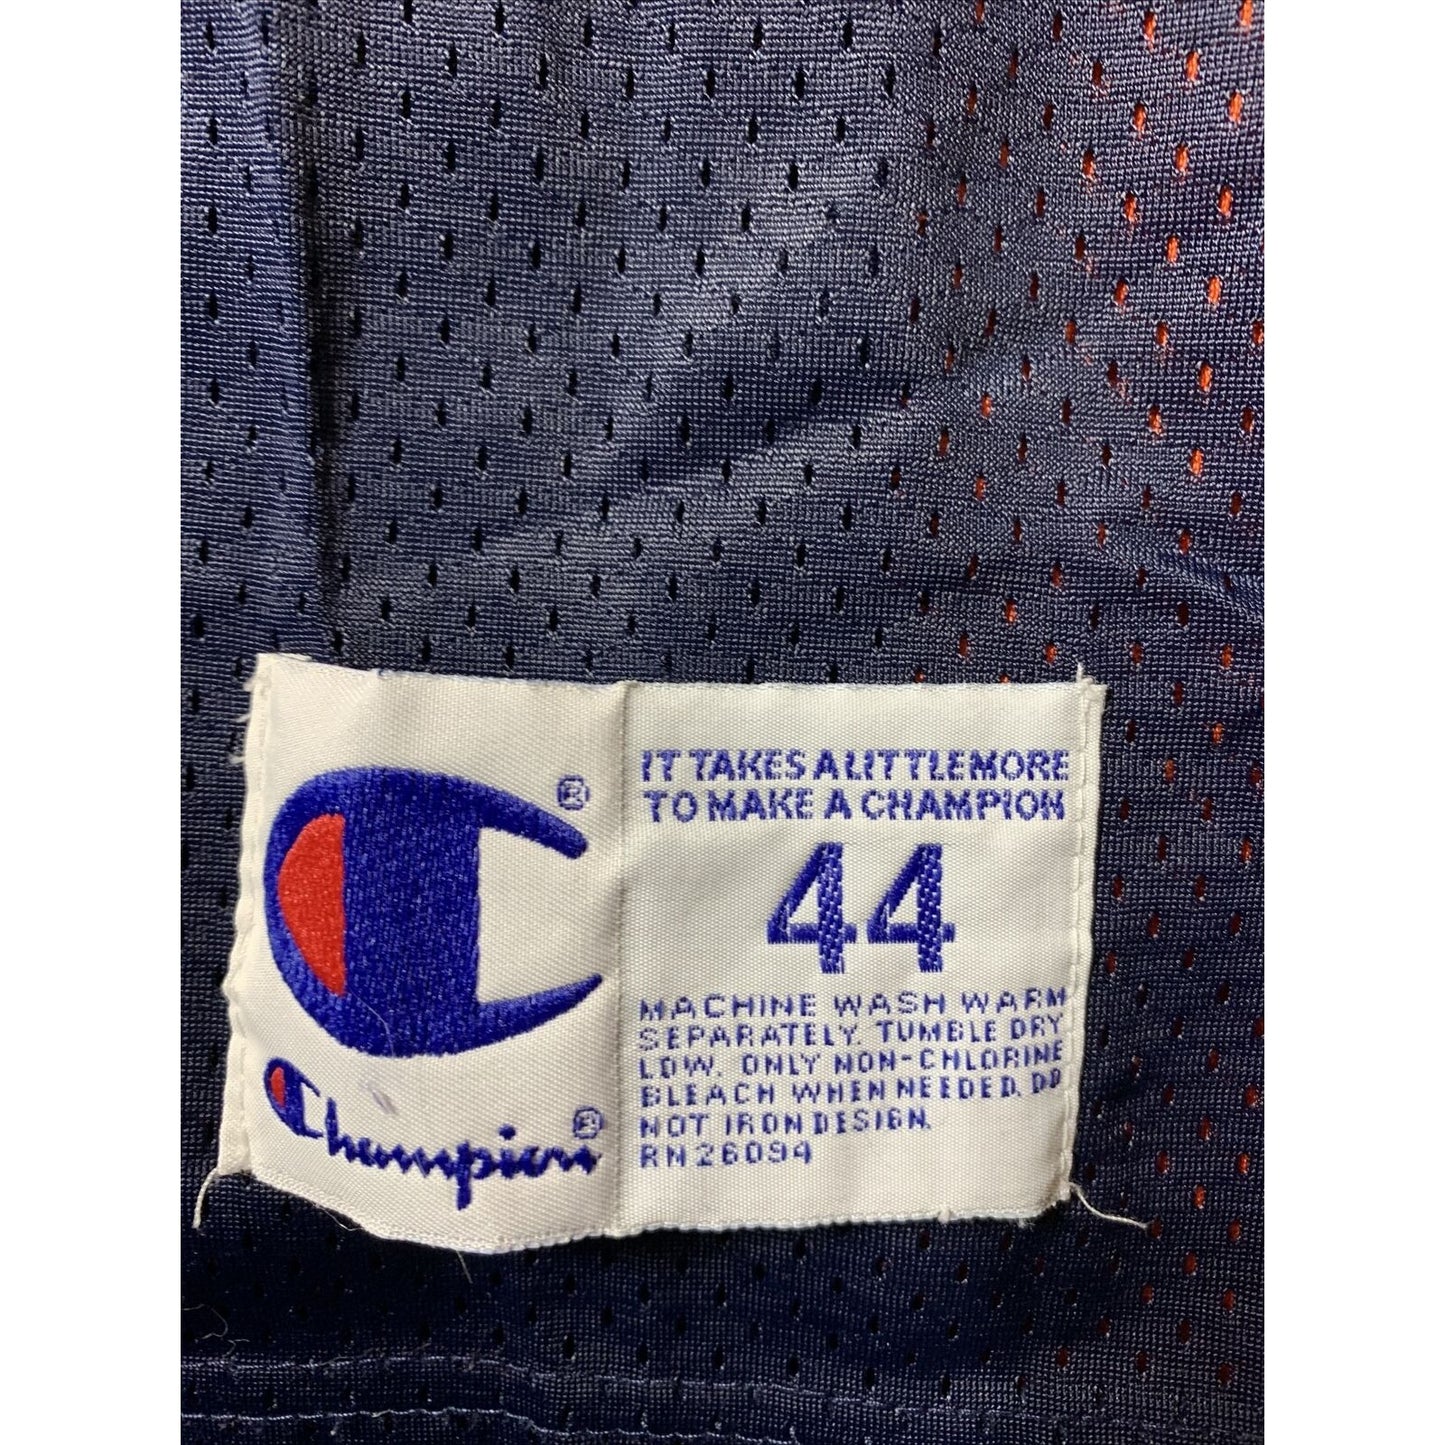 ®
Champion®
IT TAKES A LITTLE MORE
TO MAKE A CHAMPION
44
MACHINE WASH WARM
SEPARATELY. TUMBLE DRY
LOW. ONLY NON-CHLORINE
BLEACH WHEN NEEDED. DO
NOT IRON DESIGN.
RN 26094